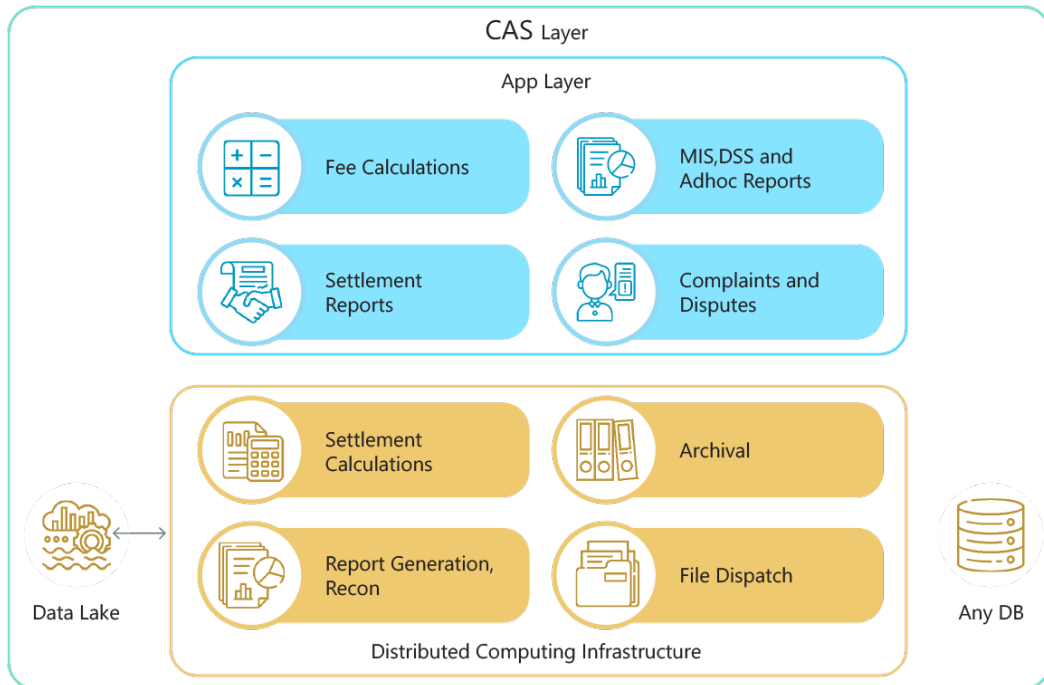 CAS Layer
App Layer
Fee Calculations
MIS,DSS and
Adhoc Reports
Settlement
Reports
Complaints and
Disputes
Settlement
Calculations
Archival
Report Generation,
Recon
File Dispatch
Data Lake
Any DB
Distributed Computing Infrastructure